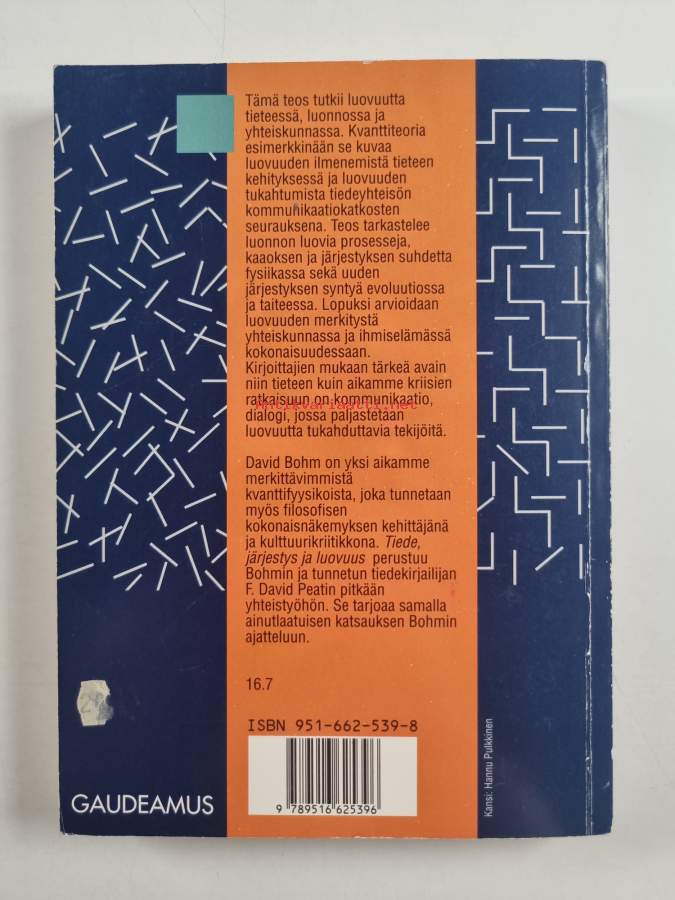 Tämä teos tutkii luovuutta
tieteessä, luonnossa ja
yhteiskunnassa. Kvanttiteoria
esimerkkinään se kuvaa
luovuuden ilmenemistä tieteen
kehityksessä ja luovuuden
tukahtumista tiedeyhteisön
kommunikaatiokatkosten
seurauksena. Teos tarkastelee
luonnon luovia prosesseja,
kaaoksen ja järjestyksen suhdetta
fysiikassa sekä uuden
järjestyksen syntyä evoluutiossa
ja taiteessa. Lopuksi arvioidaan
luovuuden merkitystä
yhteiskunnassa ja ihmiselämässä
kokonaisuudessaan.
Kirjoittajien mukaan tärkeä avain
niin tieteen kuin aikamme kriisien
ratkaisuun on kommunikaatio,
Antikvariaatti.net
dialogi, jossa paljastetaan
luovuutta tukahduttavia tekijöitä.
David Bohm on yksi aikamme
merkittävimmistä
kvanttifyysikoista, joka tunnetaan
myös filosofisen
kokonaisnäkemyksen kehittäjänä
ja kulttuurikriitikkona. Tiede,
järjestys ja luovuus perustuu
Bohmin ja tunnetun tiedekirjailijan
F. David Peatin pitkään
yhteistyöhön. Se tarjoaa samalla
ainutlaatuisen katsauksen Bohmin
ajatteluun.
16.7
ISBN 951-662-539-8
9 789516 625396
GAUDEAMUS
Kansi: Hannu Pulkkinen